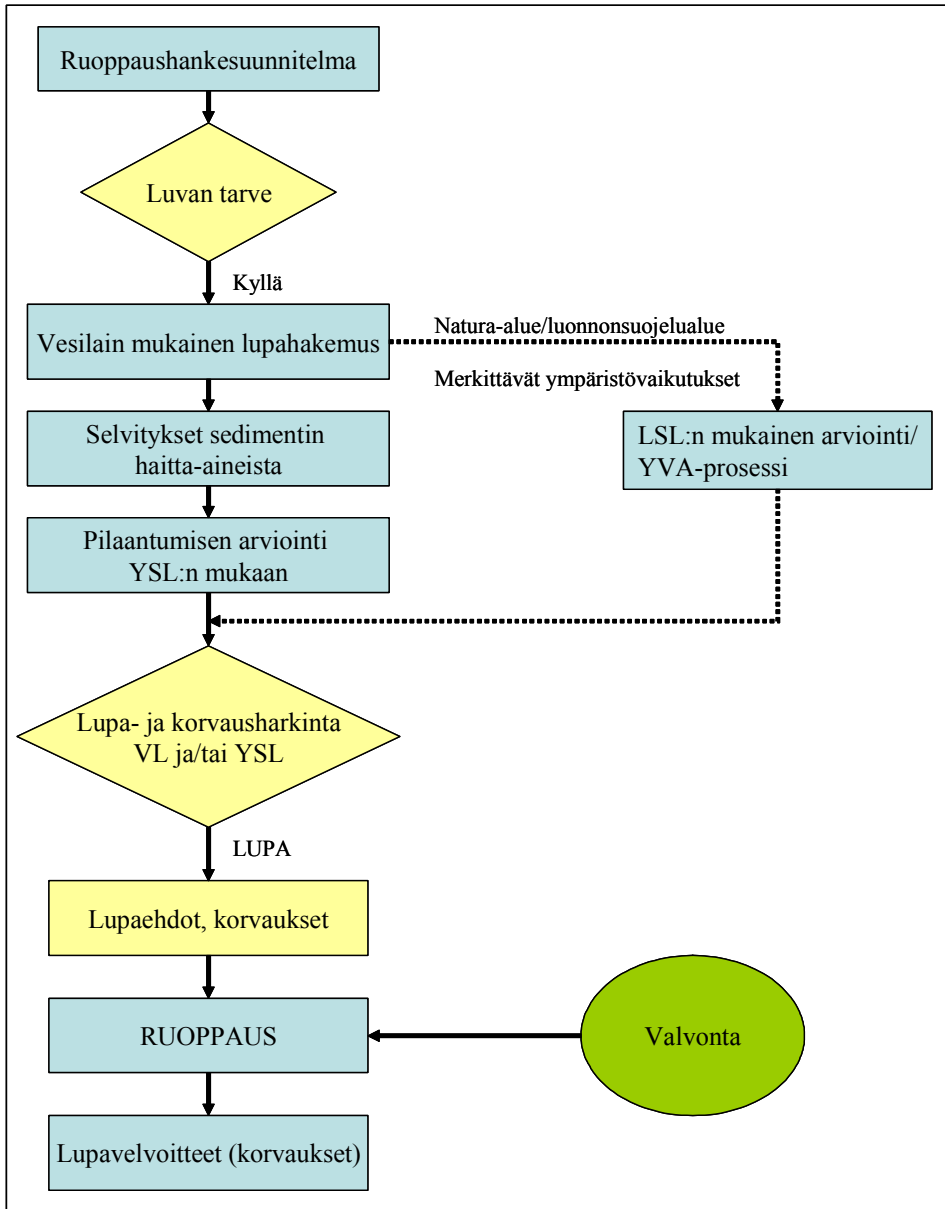 Ruoppaushankesuunnitelma
Luvan tarve
Kyllä
Vesilain mukainen lupahakemus
Natura-alue/luonnonsuojelualue
Merkittävät ympäristövaikutukset
Selvitykset sedimentin
haitta-aineista
LSL:n mukainen arviointi/
YVA-prosessi
Pilaantumisen arviointi
YSL:n mukaan
Lupa- ja korvausharkinta
VL ja/tai YSL
LUPA
Lupaehdot, korvaukset
RUOPPAUS
Valvonta
Lupavelvoitteet (korvaukset)